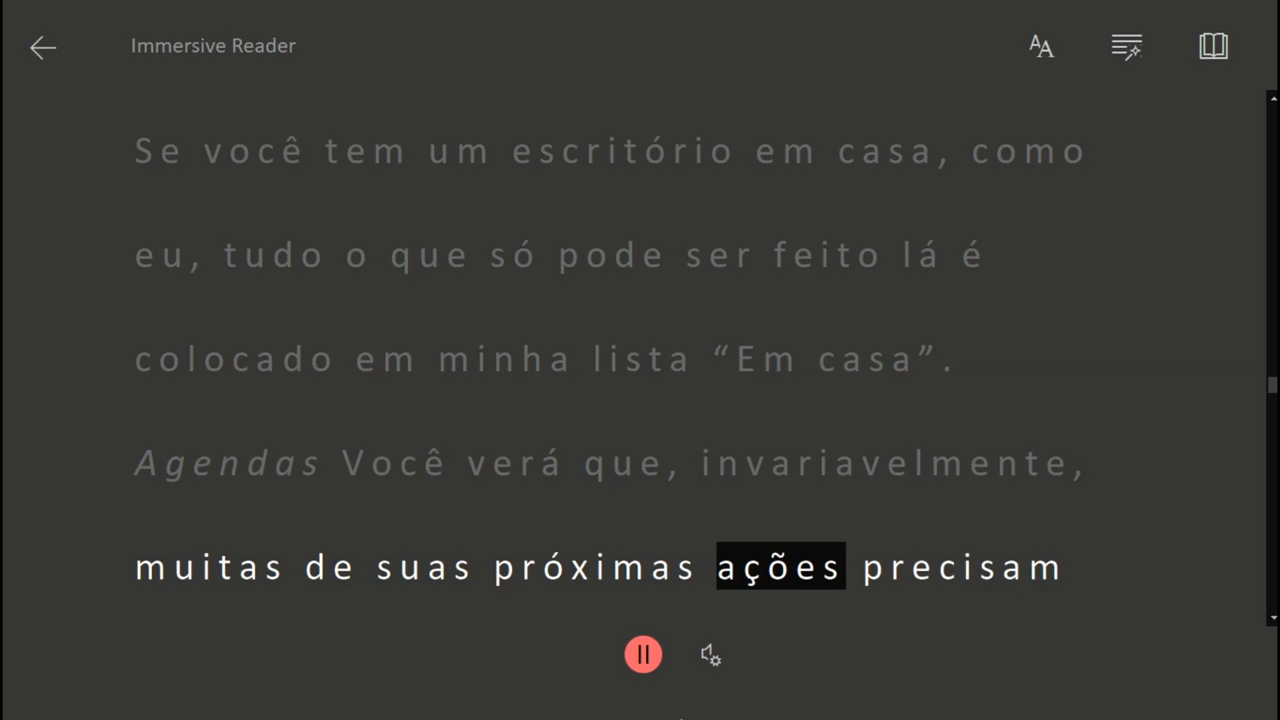 Immersive Reader
Se você tem um escritório em casa, como
eu, tudo o que só pode ser feito lá é
colocado em minha lista “Em casa”.
Agendas Você verá que, invariavelmente,
muitas de suas próximas ações precisam